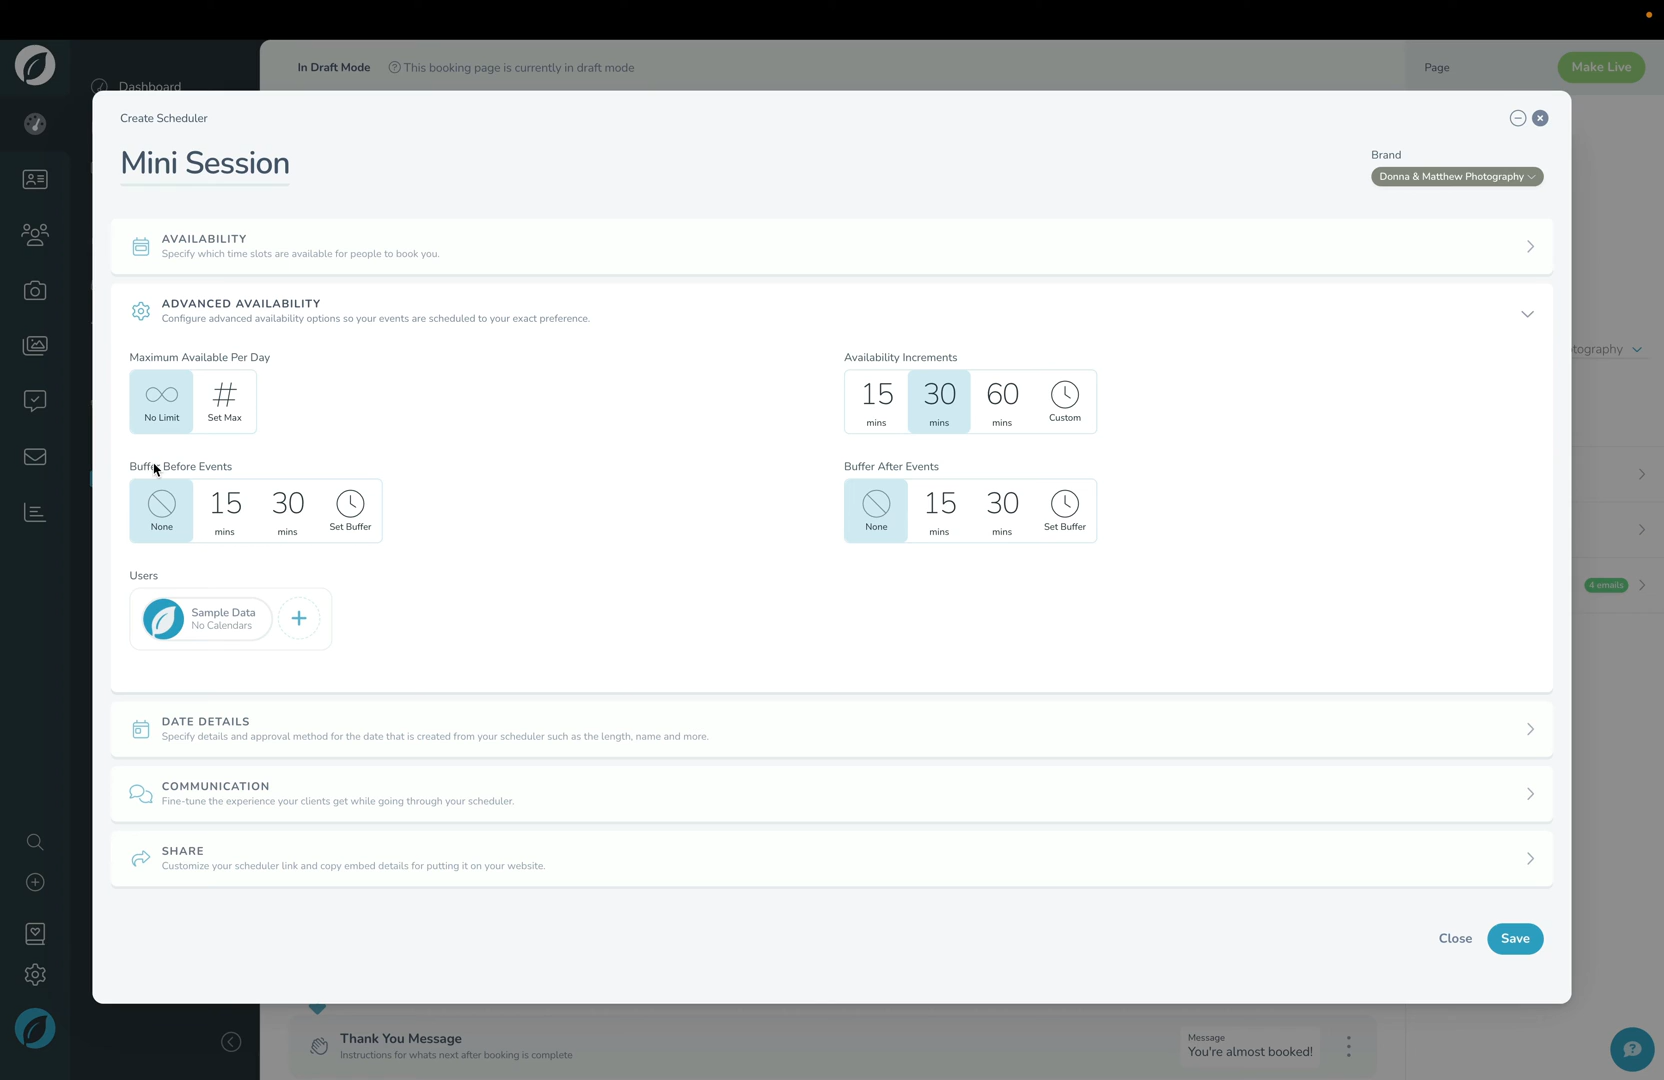 Dashboard
In Draft Mode
This booking page is currently in draft mode
Page
Make Live
Create Scheduler
Mini Session
Brand
Donna & Matthew Photography
AVAILABILITY
Specify which time slots are available for people to book you.
ADVANCED AVAILABILITY
Configure advanced availability options so your events are scheduled to your exact preference.
tography
Maximum Available Per Day
No Limit
#
Set Max
Availability Increments
15
mins
30
mins
60
mins
Custom
Buffer Before Events
None
15
mins
30
mins
Set Buffer
Buffer After Events
None
15
mins
30
mins
Set Buffer
Users
Sample Data
No Calendars
4 emails
DATE DETAILS
Specify details and approval method for the date that is created from your scheduler such as the length, name and more.
COMMUNICATION
Fine-tune the experience your clients get while going through your scheduler.
SHARE
Customize your scheduler link and copy embed details for putting it on your website.
Close
Save
Thank You Message
Instructions for whats next after booking is complete
Message
You're almost booked!